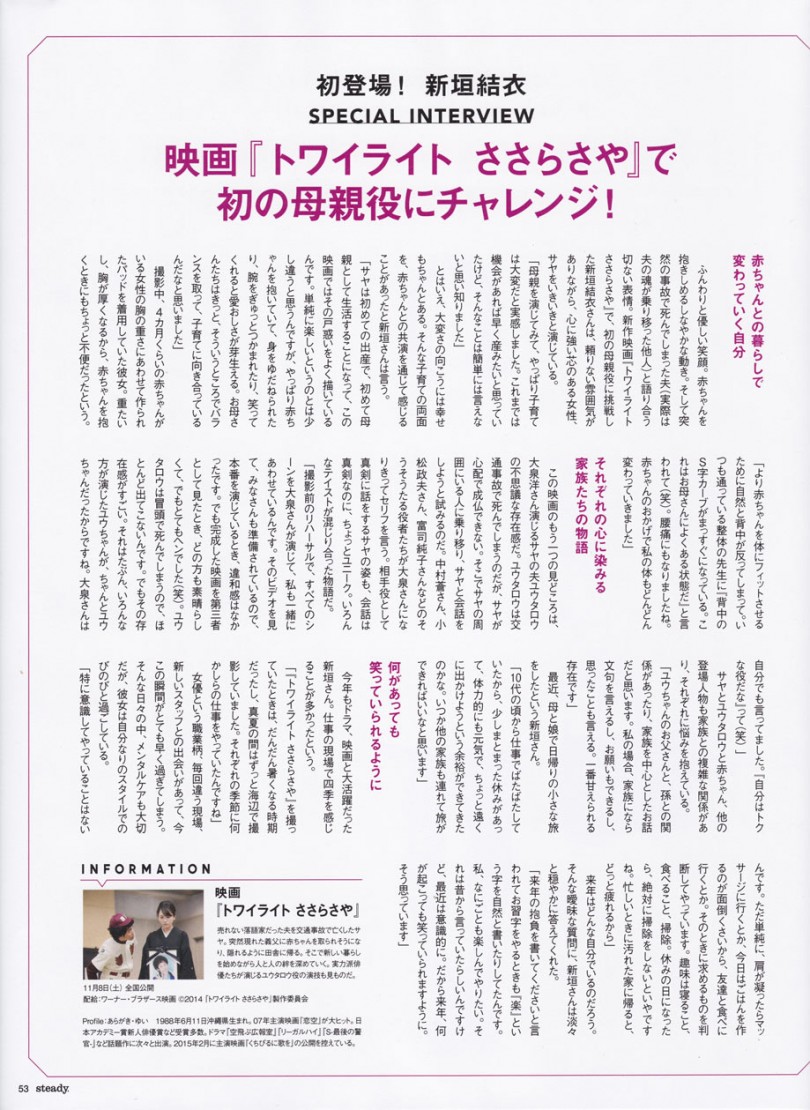 初登場! 新垣結衣
SPECIAL INTERVIEW
映画『トワイライト ささらさや』で
初の母親役にチャレンジ!
赤ちゃんとの暮らしで
変わっていく自分
ふんわりと優しい笑顔。赤ちゃんを
抱きしめるしなやかな動き。そして突
然の事故で死んでしまった夫(実際は
夫の魂が乗り移った他人)と語り合う
切ない表情。新作映画『トワイライト
ささらさや』で、初の母親役に挑戦し
た新垣結衣さんは、頼りない雰囲気が
ありながら、心に強い芯のある女性、
サヤをいきいきと演じている。
「母親を演じてみて、やっぱり子育て
は大変だと実感しました。これまでは
機会があれば早く産みたいと思ってい
たけど、そんなことは簡単には言えな
いと思い知りました」
とはいえ、大変さの向こうには幸せ
もちゃんとある。そんな子育ての両面
を、赤ちゃんとの共演を通じて感じる
ことがあったと新垣さんは言う。
「サヤは初めての出産で、初めて母
親として生活することになって、この
映画ではその戸惑いをよく描いている
んです。単純に楽しいというのとは少
し違うと思うんですが、やっぱり赤ち
ゃんを抱いていて、身をゆだねられた
り、腕をぎゅっとつかまれたり、笑って
くれると愛おしさが芽生える。お母さ
んたちはきっと、そういうところでバラ
ンスを取って、子育てに向き合っている
んだなと思いました」
撮影中、4カ月くらいの赤ちゃんが
いる女性の胸の重さにあわせて作られ
たパッドを着用していた彼女。重たい
し、胸が厚くなるから、赤ちゃんを抱
くときにもちょっと不便だったという。
「より赤ちゃんを体にフィットさせる
ために自然と背中が反ってしまって。い
つも通っている整体の先生に『背中の
S字カーブがまっすぐになっている。こ
れはお母さんによくある状態だ』と言
われて(笑)。腰痛にもなりましたね。
赤ちゃんのおかげで私の体もどんどん
変わっていきました」
それぞれの心に染みる
家族たちの物語
この映画のもう一つの見どころは、
大泉洋さん演じるサヤの夫ユウタロウ
の不思議な存在感だ。ユウタロウは交
通事故で死んでしまうのだが、サヤが
心配で成仏できない。そこでサヤの周
囲にいる人に乗り移り、サヤと会話を
しようと試みるのだ。中村蒼さん、小
松政夫さん、富司純子さんなどのそ
うそうたる役者たちが大泉さんにな
りきってセリフを言う。相手役として
真剣に話をするサヤの姿も、会話は
真剣なのに、ちょっとユニーク。いろん
なテイストが混じり合った物語だ。
「撮影前のリハーサルで、すべてのシ
ーンを大泉さんが演じて、私も一緒に
あわせているんです。そのビデオを見
て、みなさんも準備されているので、
本番を演じているとき、違和感はなか
ったです。でも完成した映画を第三者
として見たとき、どの方も素晴らし
くて、でもとてもヘンでした(笑)。ユウ
タロウは冒頭で死んでしまうので、ほ
とんど出てこないんです。でもその存
在感がすごい。それはたぶん、いろんな
方が演じたユウちゃんが、ちゃんとユウ
ちゃんだったからですね。大泉さんは
自分でも言ってました。『自分はトク
な役だな』って(笑)」
サヤとユウタロウと赤ちゃん、他の
登場人物も家族との複雑な関係があ
り、それぞれに悩みを抱えている。
「ユウちゃんのお父さんと、孫との関
係があったり、家族を中心としたお話
だと思います。私の場合、家族になら
文句を言えるし、お願いもできるし、
思ったことも言える。一番甘えられる
存在です」
最近、母と娘で日帰りの小さな旅
をしたという新垣さん。
「10代の頃から仕事でばたばたして
いたから、少しまとまった休みがあっ
て、体力的にも元気で、ちょっと遠く
に出かけようという余裕ができてきた
のかな。いつか他の家族も連れて旅が
できればいいなと思います」
何があっても
笑っていられるように
今年もドラマ、映画と大活躍だった
新垣さん。仕事の現場で四季を感じ
ることが多かったという。
「『トワイライト ささらさや』を撮っ
ていたときは、だんだん暑くなる時期
だったし、真夏の間はずっと海辺で撮
影していました。それぞれの季節に何
かしらの仕事をやっていたんですね」
女優という職業柄、毎回違う現場、
新しいスタッフとの出会いがあって、今
この瞬間がとても早く過ぎてしまう。
そんな日々の中、メンタルケアも大切
だが、彼女は自分なりのスタイルでの
びのびと過ごしている。
「特に意識してやっていることはない
んです。ただ単純に、肩が凝ったらマッ
サージに行くとか、今日はごはんを作
るのが面倒くさいから、友達と食べに
行くとか。そのときに求めるものを判
断してやっています。趣味は寝ること、
食べること、掃除。休みの日になった
ら、絶対に掃除をしないといやです
ね。忙しいときに汚れた家に帰ると、
どっと疲れるから」
来年はどんな自分でいるのだろう。
そんな曖昧な質問に、新垣さんは淡々
と穏やかに答えてくれた。
「来年の抱負を書いてくださいと言
われてお習字をやるときも『楽』とい
う字を自然と書いたりしてたんです。
私、なにごとも楽しんでやりたい。そ
れは昔から言っていたらしいんですけ
ど、最近は意識的に。だから来年、何
が起こっても笑っていられますように。
そう思っています」
INFORMATION
映画
『トワイライト ささらさや』
売れない落語家だった夫を交通事故で亡くしたサ
ヤ。突然現れた義父に赤ちゃんを取られそうにな
り、隠れるように田舎に帰る。そこで新しい暮らし
を始めながら人と人の絆を深めていく。実力派俳
優たちが演じるユウタロウ役の演技も見ものだ。
11月8日(土) 全国公開
配給:ワーナー・ブラザース映画 ©2014「トワイライト ささらさや」製作委員会
Profile:あらがき・ゆい 1988年6月11日沖縄県生まれ。07年主演映画『恋空』が大ヒット。日
本アカデミー賞新人俳優賞など受賞多数。ドラマ『空飛ぶ広報室』『リーガルハイ』『S-最後の警
官-』など話題作に次々と出演。2015年2月に主演映画『くちびるに歌を』の公開を控えている。
53 steady.